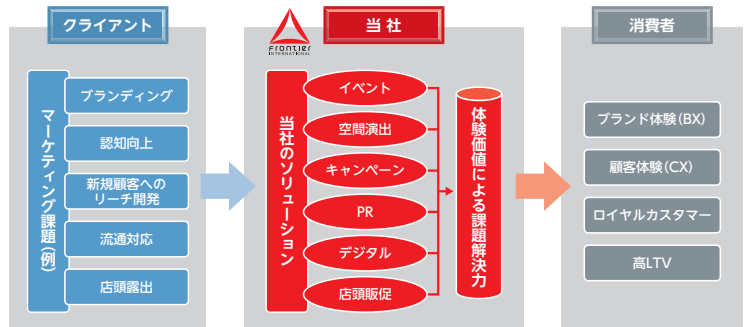 クライアント
マーケティング課題(例)
ブランディング
認知向上
新規顧客への
リーチ開発
流通対応
店頭露出
Frontier
INTERNATIONAL
当社
当社のソリューション
イベント
空間演出
キャンペーン
PR
デジタル
店頭販促
体験価値による課題解決力
消費者
ブランド体験(BX)
顧客体験(CX)
ロイヤルカスタマー
高LTV